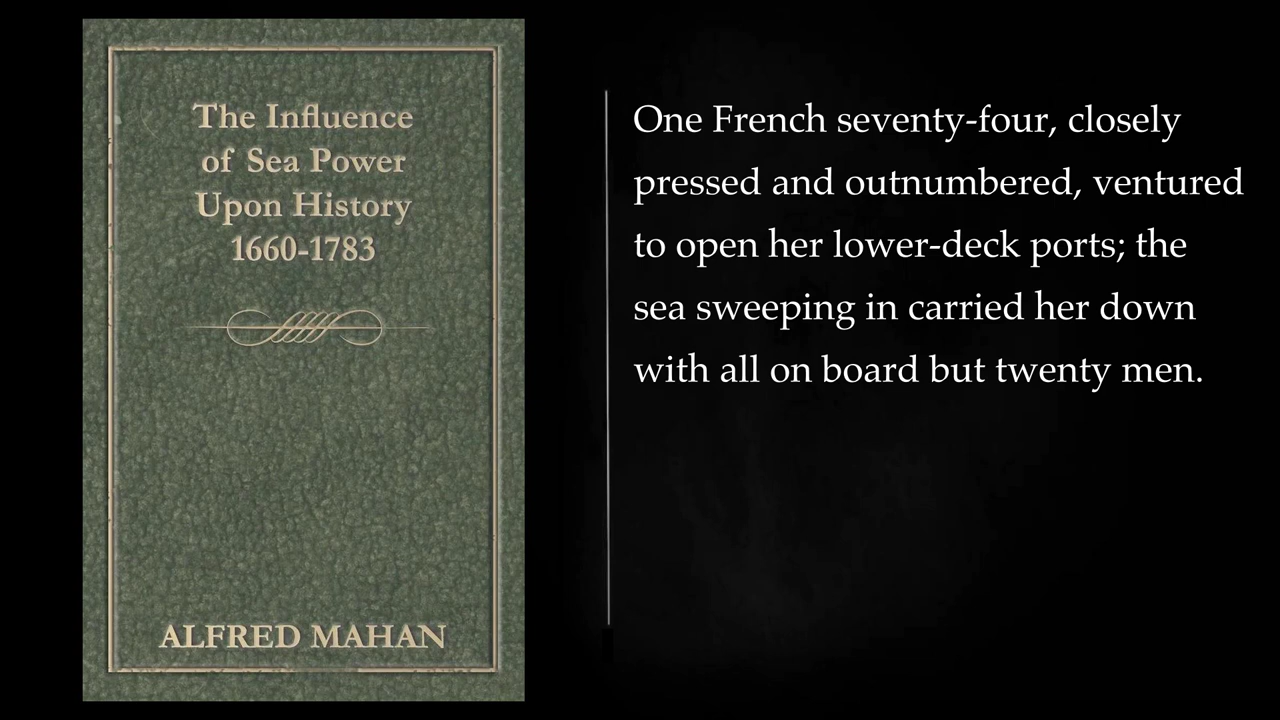 The Influence
of Sea Power
Upon History
1660-1783
ALFRED MAHAN
One French seventy-four, closely
pressed and outnumbered, ventured
to open her lower-deck ports; the
sea sweeping in carried her down
with all on board but twenty men.